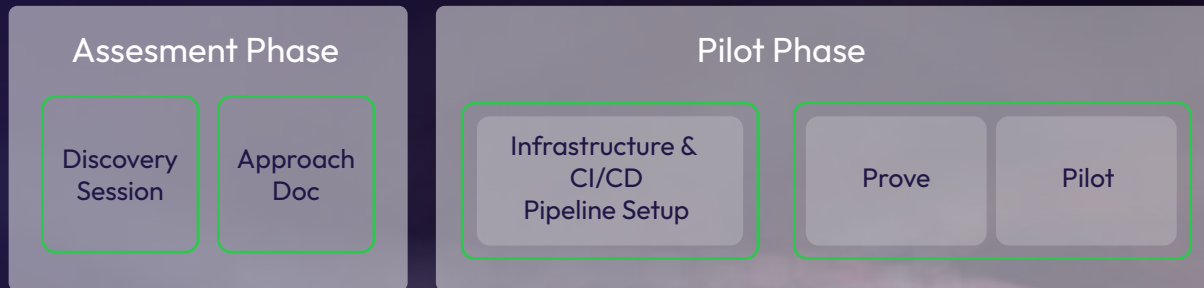 Assesment Phase
Discovery
Session
Approach
Doc
Pilot Phase
Infrastructure &
CI/CD
Pipeline Setup
Prove
Pilot